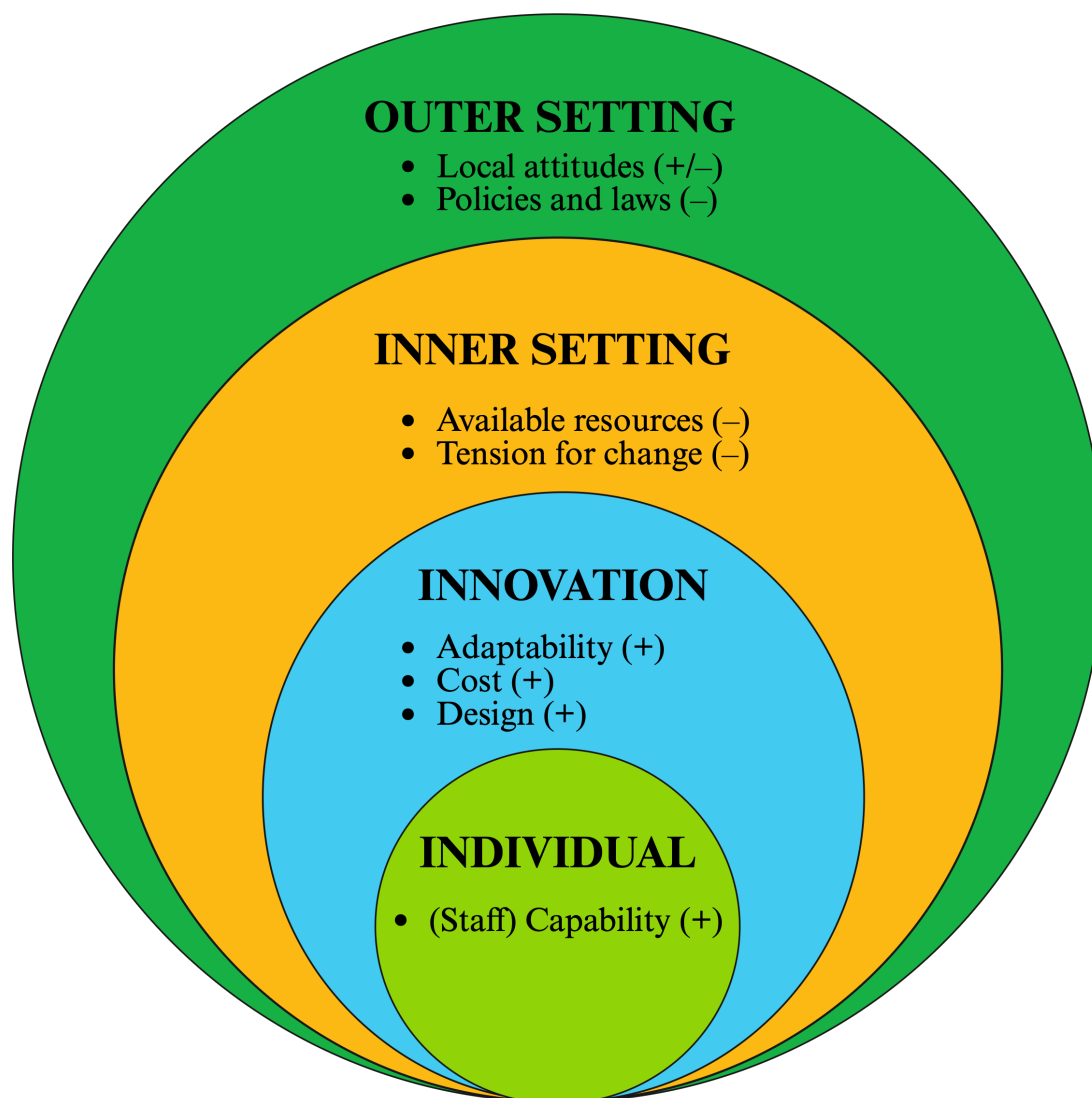 OUTER SETTING
• Local attitudes (+/–)
• Policies and laws (–)
INNER SETTING
• Available resources (–)
• Tension for change (–)
INNOVATION
• Adaptability (+)
• Cost (+)
• Design (+)
INDIVIDUAL
• (Staff) Capability (+)